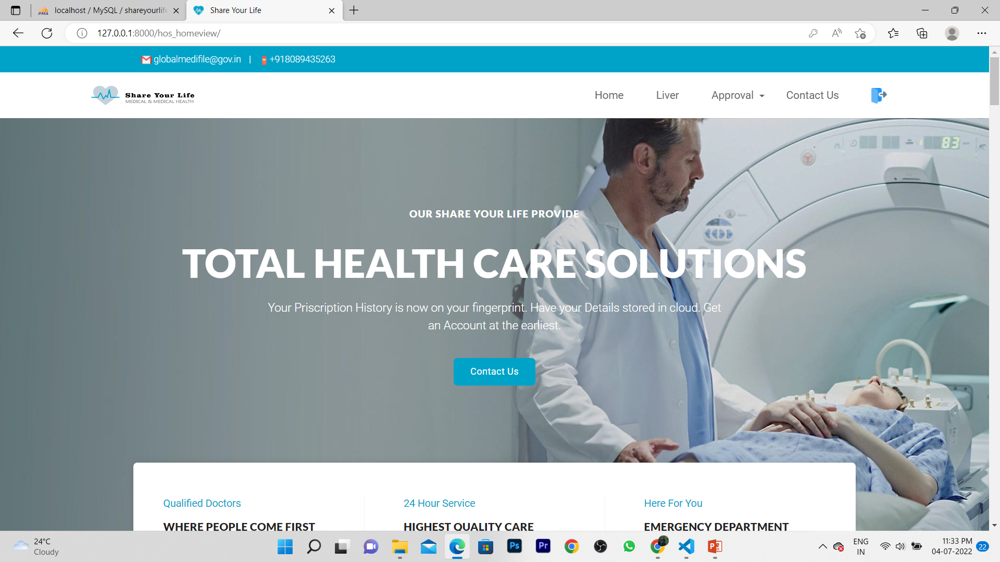 localhost / MySQL / shareyourlife
Share Your Life
127.0.0.1:8000/hos_homeview/
globalmedifile@gov.in | +918089435263
Share Your Life
MEDICAL & MEDICAL HEALTH
Home Liver Approval Contact Us
83
OUR SHARE YOUR LIFE PROVIDE
TOTAL HEALTH CARE SOLUTIONS
Your Priscription History is now on your fingerprint. Have your Details stored in cloud. Get
an Account at the earliest.
Contact Us
Qualified Doctors
WHERE PEOPLE COME FIRST
24 Hour Service
HIGHEST QUALITY CARE
Here For You
EMERGENCY DEPARTMENT
24°C
Cloudy
Ps
Pr
ENG
IN
11:33 PM
04-07-2022
22